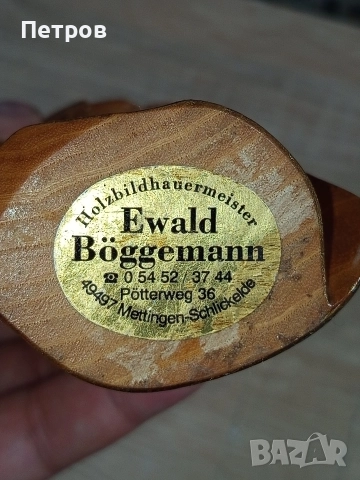 Петров
Holzbildhauermeister
Ewald
Böggemann
☎ 0 54 52 / 37 44
Pötterweg 36
49497 Mettingen-Schlickelde
BAZAR